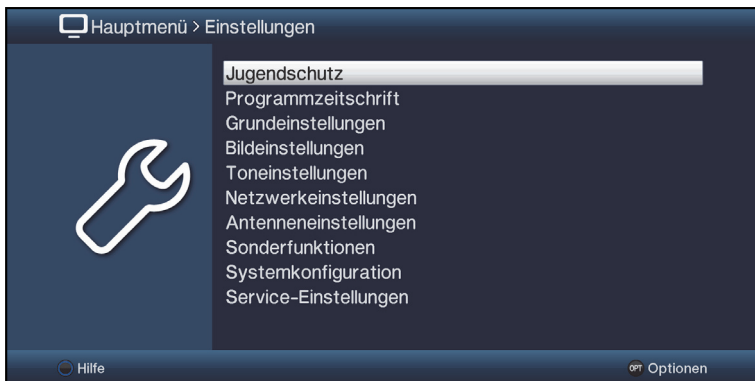 Hauptmenü > Einstellungen
Jugendschutz
Programmzeitschrift
Grundeinstellungen
Bildeinstellungen
Toneinstellungen
Netzwerkeinstellungen
Antenneneinstellungen
Sonderfunktionen
Systemkonfiguration
Service-Einstellungen
Hilfe
OPT Optionen